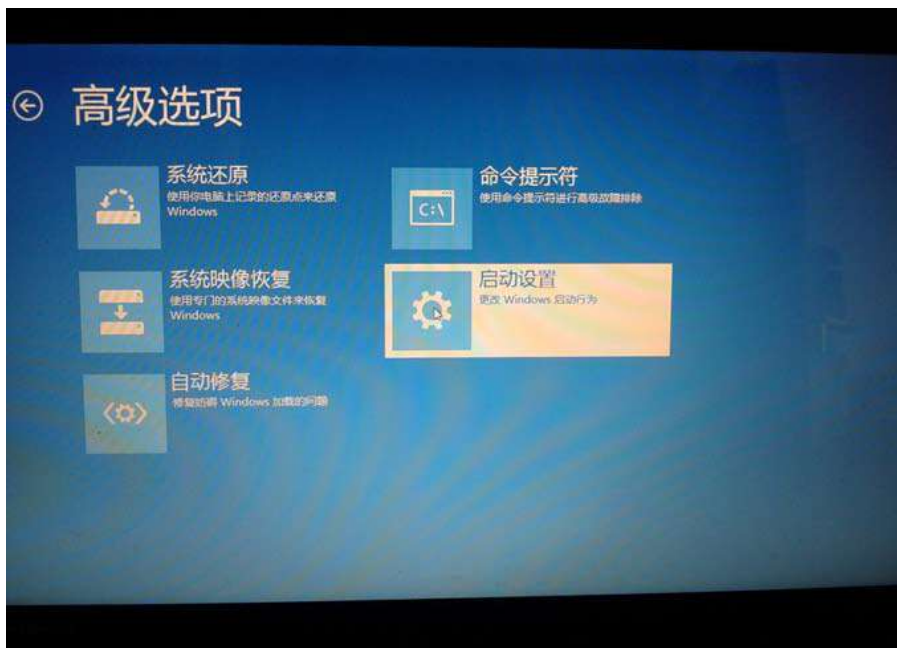 高级选项
系统还原
使用你电脑上记录的还原点来还原
Windows
命令提示符
使用命令提示符进行高级故障排除
C:\
系统映像恢复
使用专门的系统映像文件来恢复
Windows
启动设置
更改 Windows 启动行为
自动修复
修复妨碍 Windows 加载的问题